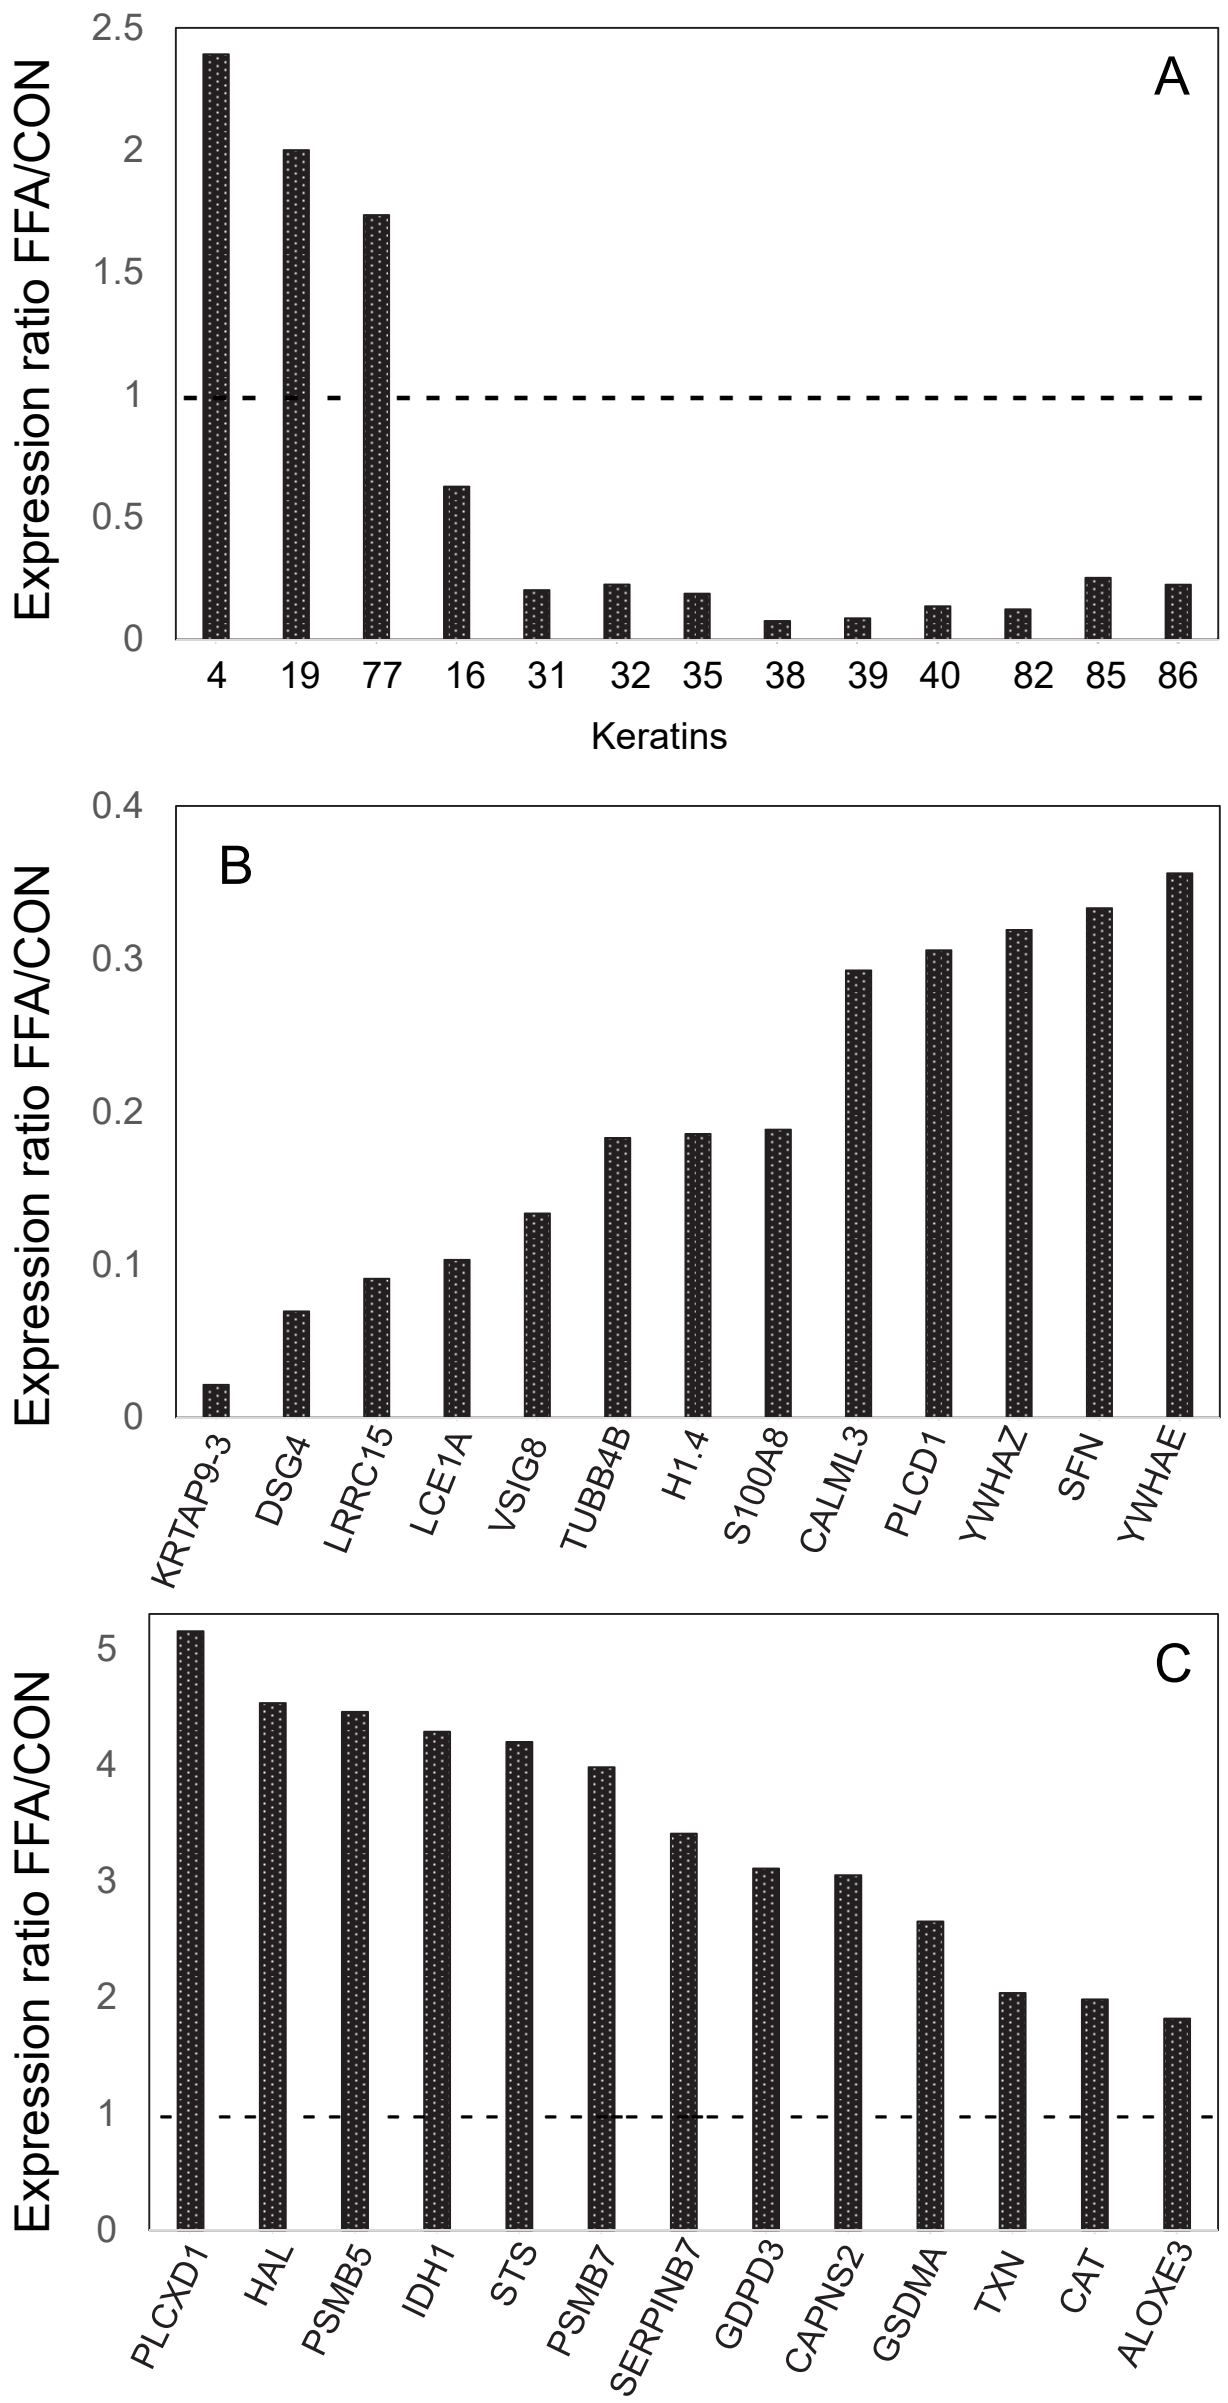 A
Expression ratio FFA/CON
2.5
2
1.5
1
0.5
0
4 19 77 16 31 32 35 38 39 40 82 85 86
Keratins
B
Expression ratio FFA/CON
0.4
0.3
0.2
0.1
0
KRTAP9-3 DSG4 LRRC15 LCE1A VSIG8 TUBB4B H1.4 S100A8 CALML3 PLCD1 YWHAZ SFN YWHAE
C
Expression ratio FFA/CON
5
4
3
2
1
0
PLCXD1 HAL PSMB5 IDH1 STS PSMB7 SERPINB7 GDPD3 CAPNS2 GSDMA TXN CAT ALOXE3